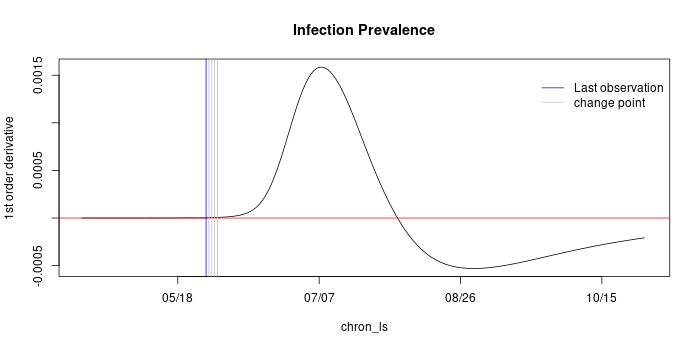 Infection Prevalence
1st order derivative
0.0015
0.0005
-0.0005
Last observation
change point
05/18
07/07
08/26
10/15
chron_ls